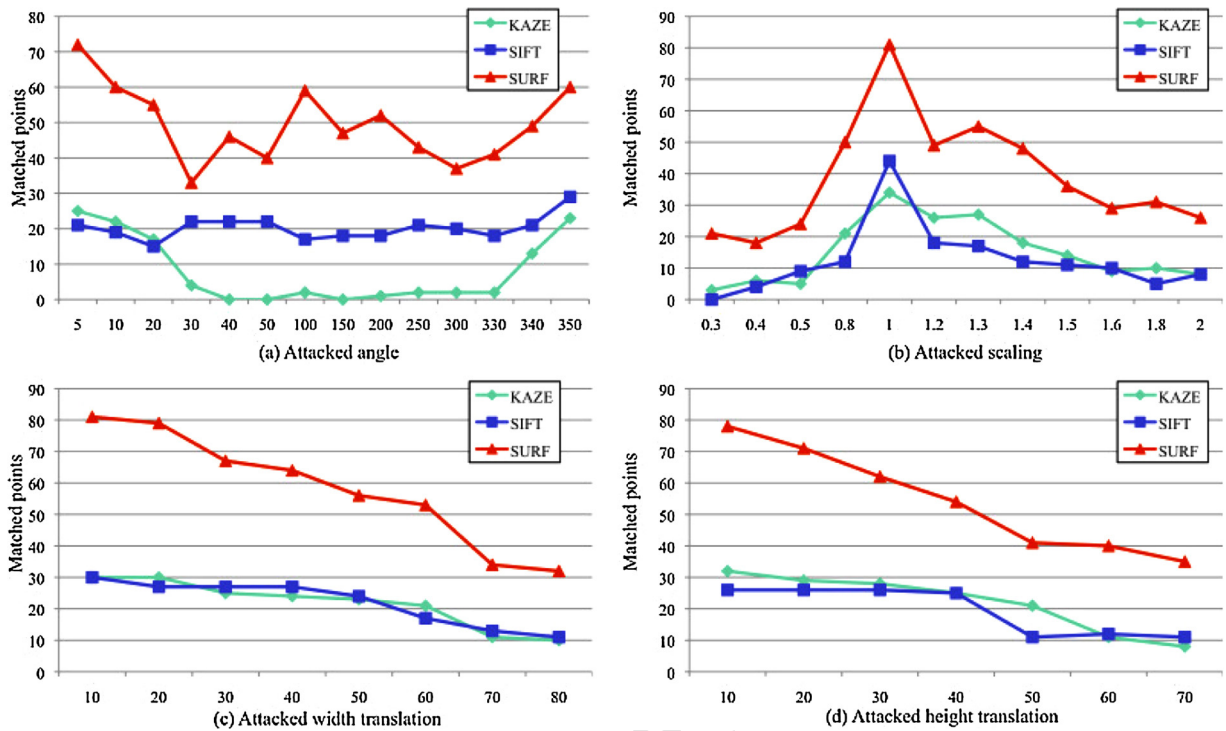 80
70
60
50
40
30
20
10
0
Matched points
KAZE
SIFT
SURF
5 10 20 30 40 50 100 150 200 250 300 330 340 350
(a) Attacked angle
90
80
70
60
50
40
30
20
10
0
Matched points
KAZE
SIFT
SURF
0.3 0.4 0.5 0.8 1 1.2 1.3 1.4 1.5 1.6 1.8 2
(b) Attacked scaling
90
80
70
60
50
40
30
20
10
0
Matched points
KAZE
SIFT
SURF
10 20 30 40 50 60 70 80
(c) Attacked width translation
90
80
70
60
50
40
30
20
10
0
Matched points
KAZE
SIFT
SURF
10 20 30 40 50 60 70
(d) Attacked height translation